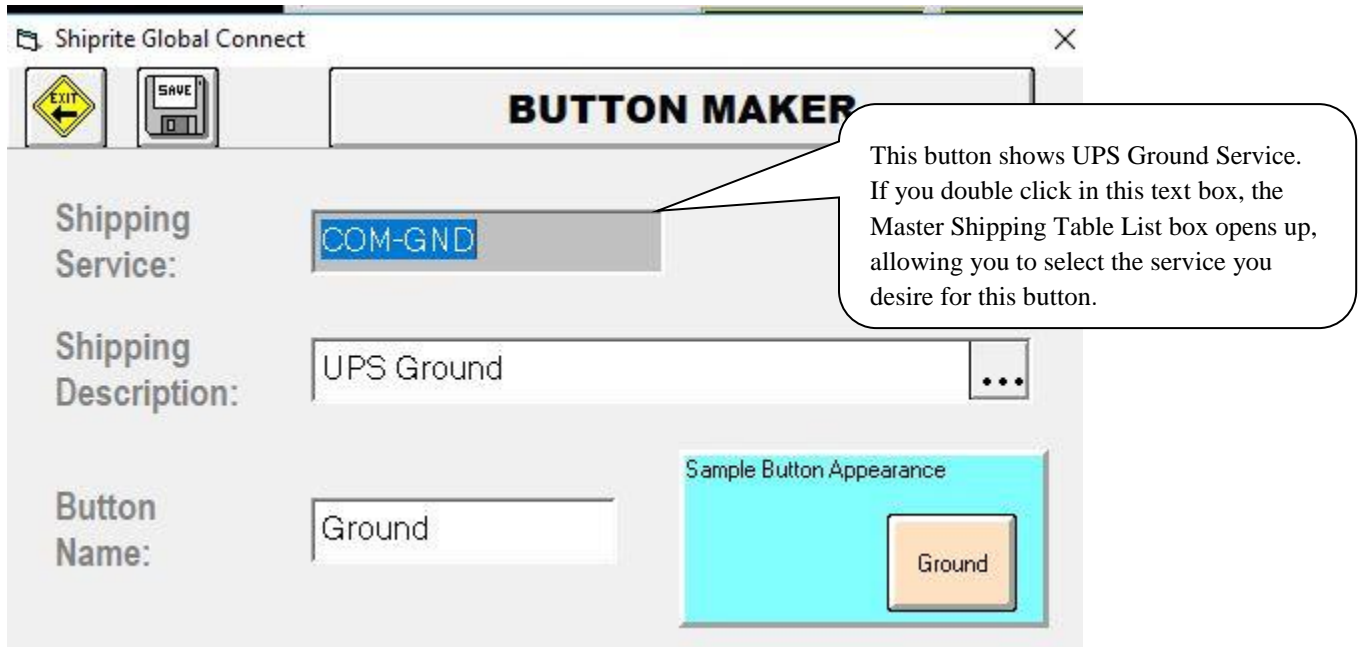 Shiprite Global Connect
EXIT
SAVE
BUTTON MAKER
This button shows UPS Ground Service.
If you double click in this text box, the
Master Shipping Table List box opens up,
allowing you to select the service you
desire for this button.
Shipping
Service:
COM-GND
Shipping
Description:
UPS Ground
...
Button
Name:
Ground
Sample Button Appearance
Ground